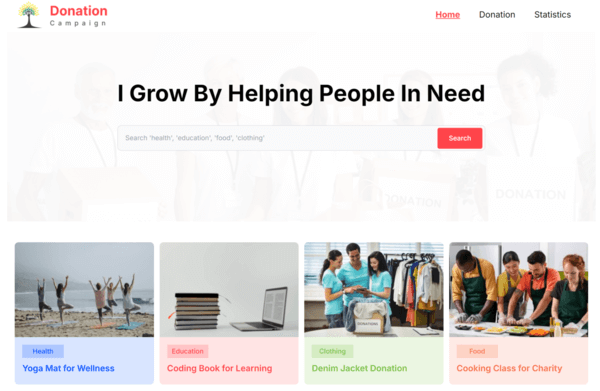 Donation
Campaign
Home Donation Statistics
I Grow By Helping People In Need
Search 'health', 'education', 'food', 'clothing'
Search
DONATION
Health
Yoga Mat for Wellness
Education
Coding Book for Learning
Clothing
Denim Jacket Donation
Food
Cooking Class for Charity